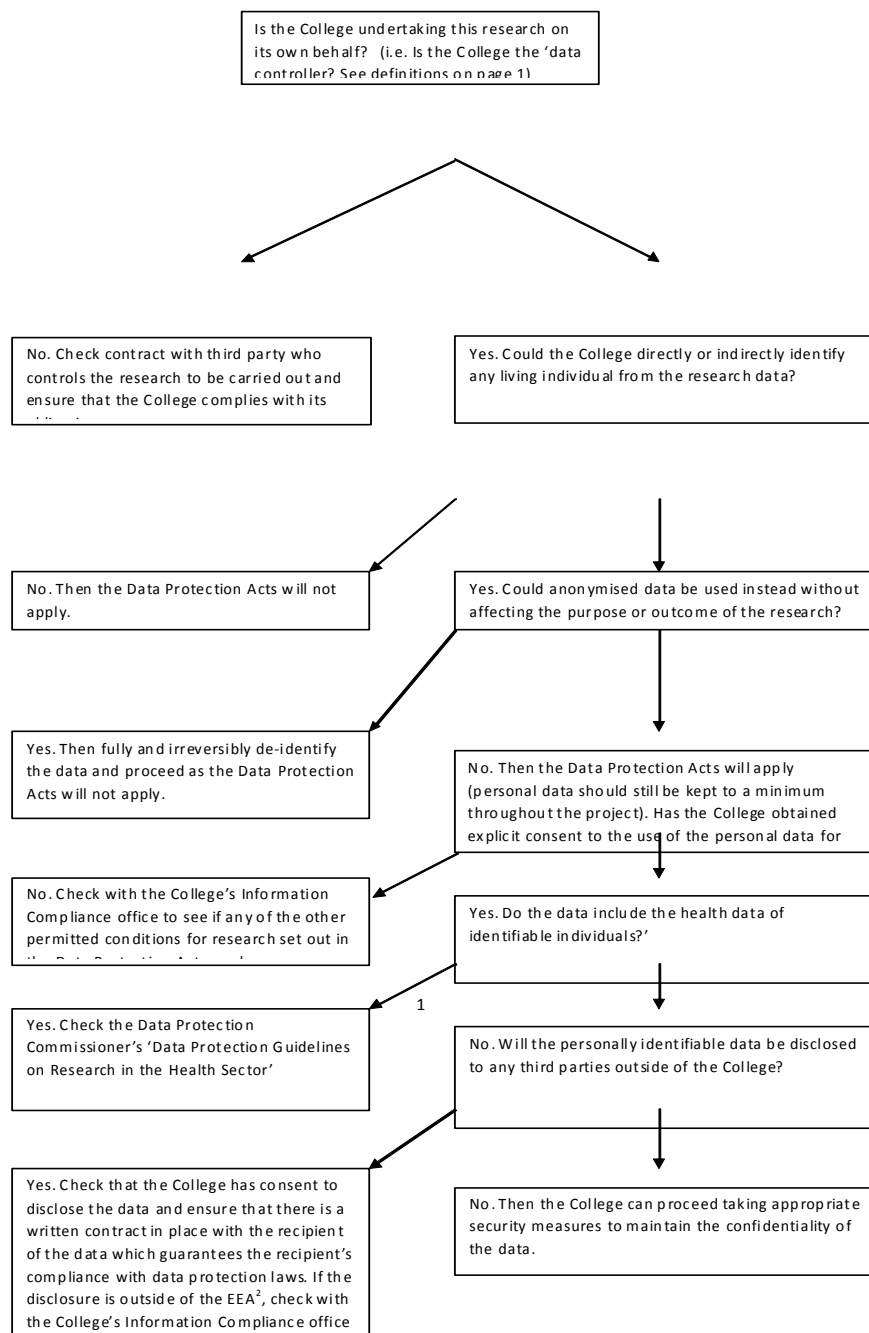 Is the College undertaking this research on
its own behalf? (i.e. Is the College the ‘data
controller? See definitions on page 1)
No. Check contract with third party who
controls the research to be carried out and
ensure that the College complies with its
Yes. Could the College directly or indirectly identify
any living individual from the research data?
No. Then the Data Protection Acts will not
apply.
Yes. Could anonymised data be used instead without
affecting the purpose or outcome of the research?
Yes. Then fully and irreversibly de-identify
the data and proceed as the Data Protection
Acts will not apply.
No. Then the Data Protection Acts will apply
(personal data should still be kept to a minimum
throughout the project). Has the College obtained
explicit consent to the use of the personal data for
No. Check with the College’s Information
Compliance office to see if any of the other
permitted conditions for research set out in
Yes. Do the data include the health data of
identifiable individuals?’
1
Yes. Check the Data Protection
Commissioner’s ‘Data Protection Guidelines
on Research in the Health Sector’
No. Will the personally identifiable data be disclosed
to any third parties outside of the College?
Yes. Check that the College has consent to
disclose the data and ensure that there is a
written contract in place with the recipient
of the data which guarantees the recipient’s
compliance with data protection laws. If the
disclosure is outside of the EEA², check with
the College’s Information Compliance office
No. Then the College can proceed taking appropriate
security measures to maintain the confidentiality of
the data.